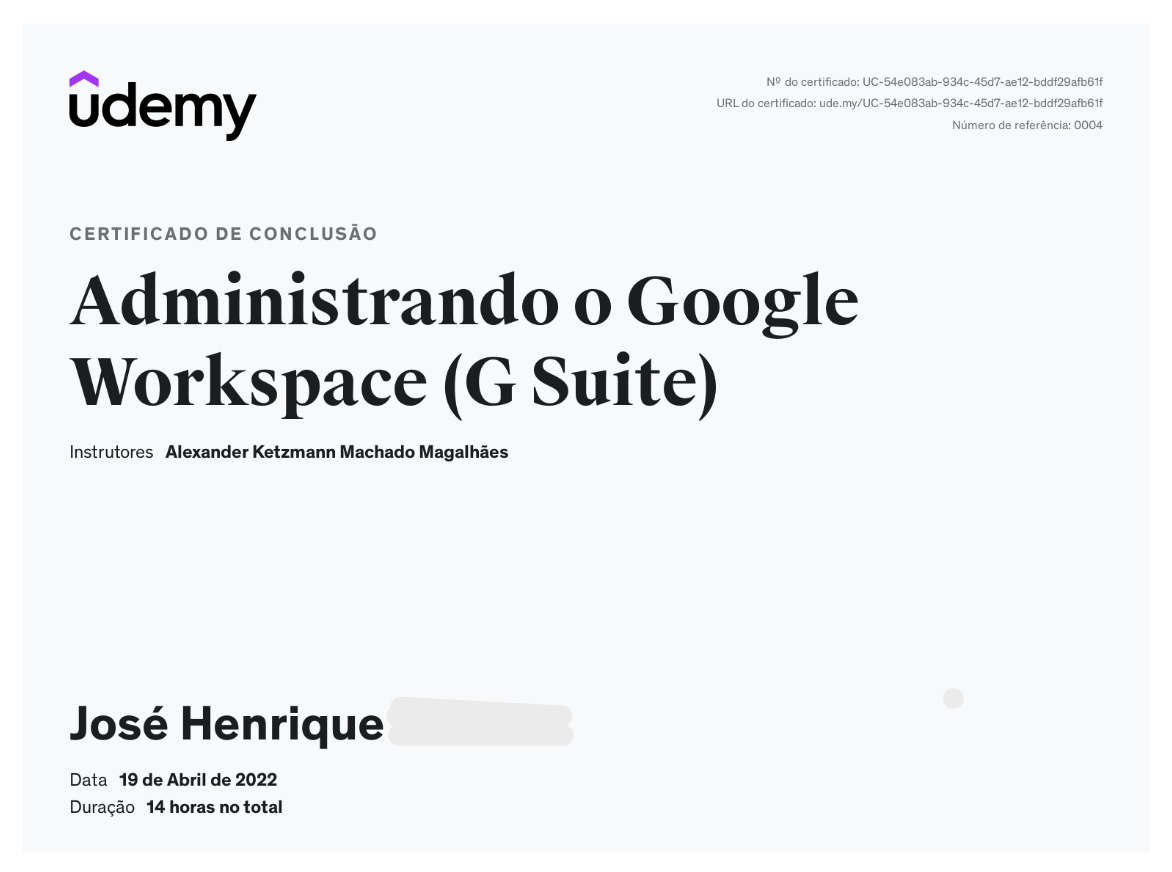 udemy
Nº do certificado: UC-54e083ab-934c-45d7-ae12-bddf29afb61f
URL do certificado: ude.my/UC-54e083ab-934c-45d7-ae12-bddf29afb61f
Número de referência: 0004
CERTIFICADO DE CONCLUSÃO
Administrando o Google
Workspace (G Suite)
Instrutores Alexander Ketzmann Machado Magalhães
José Henrique
Data 19 de Abril de 2022
Duração 14 horas no total